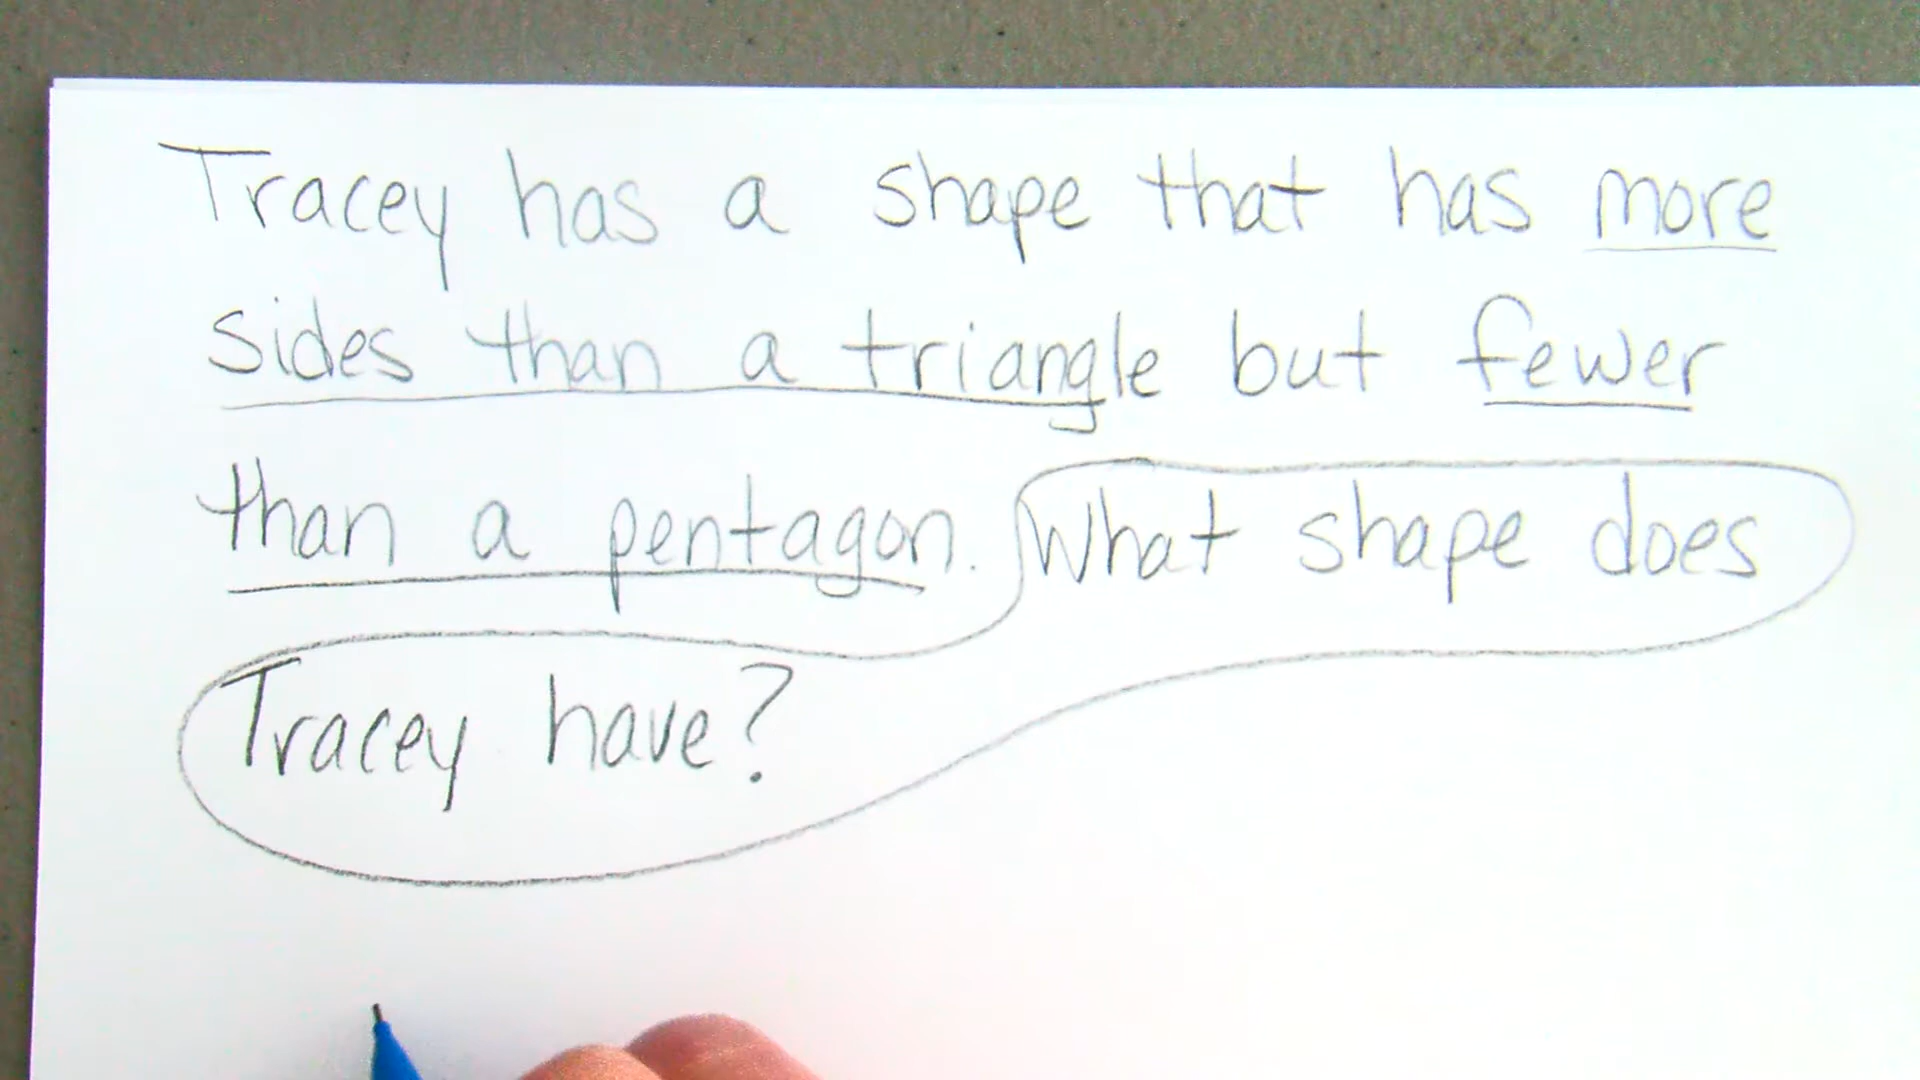 Tracey has a shape that has more
sides than a triangle but fewer
than a pentagon. What shape does
Tracey have?